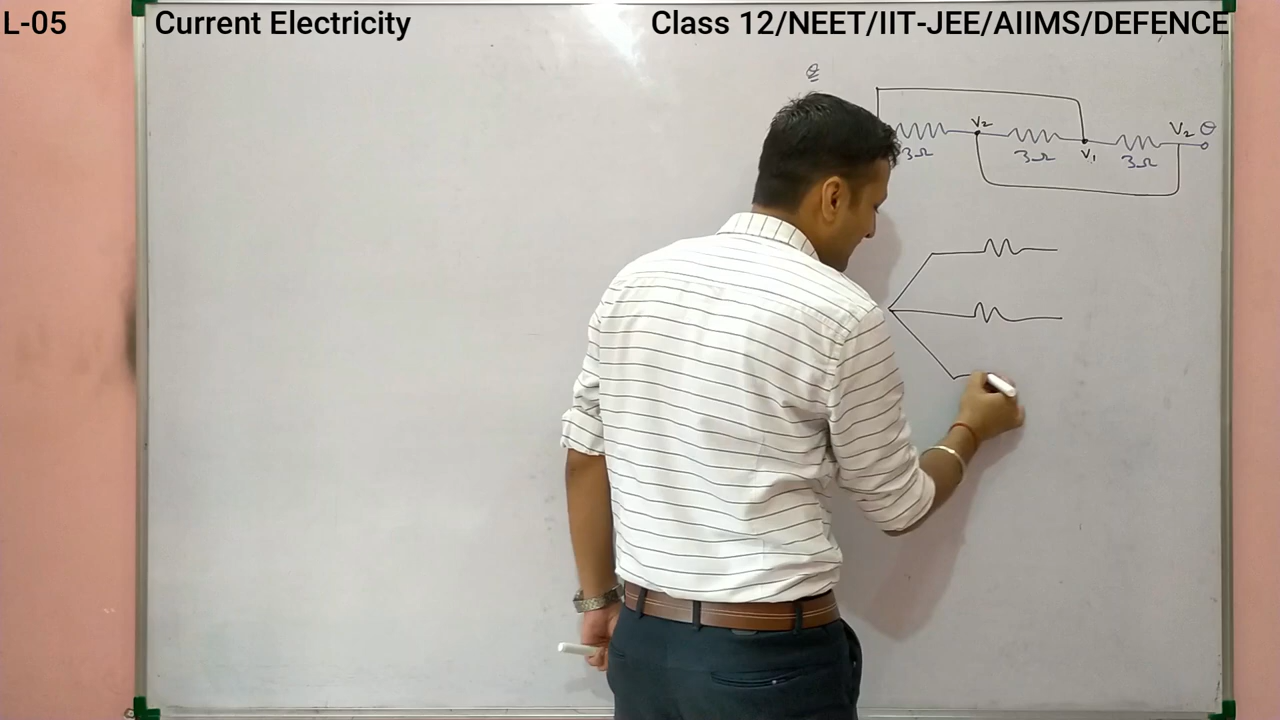 L-05 Current Electricity Class 12/NEET/IIT-JEE/AIIMS/DEFENCE
V₂ V₂ ⊖
3Ω 3Ω V₁ 3Ω